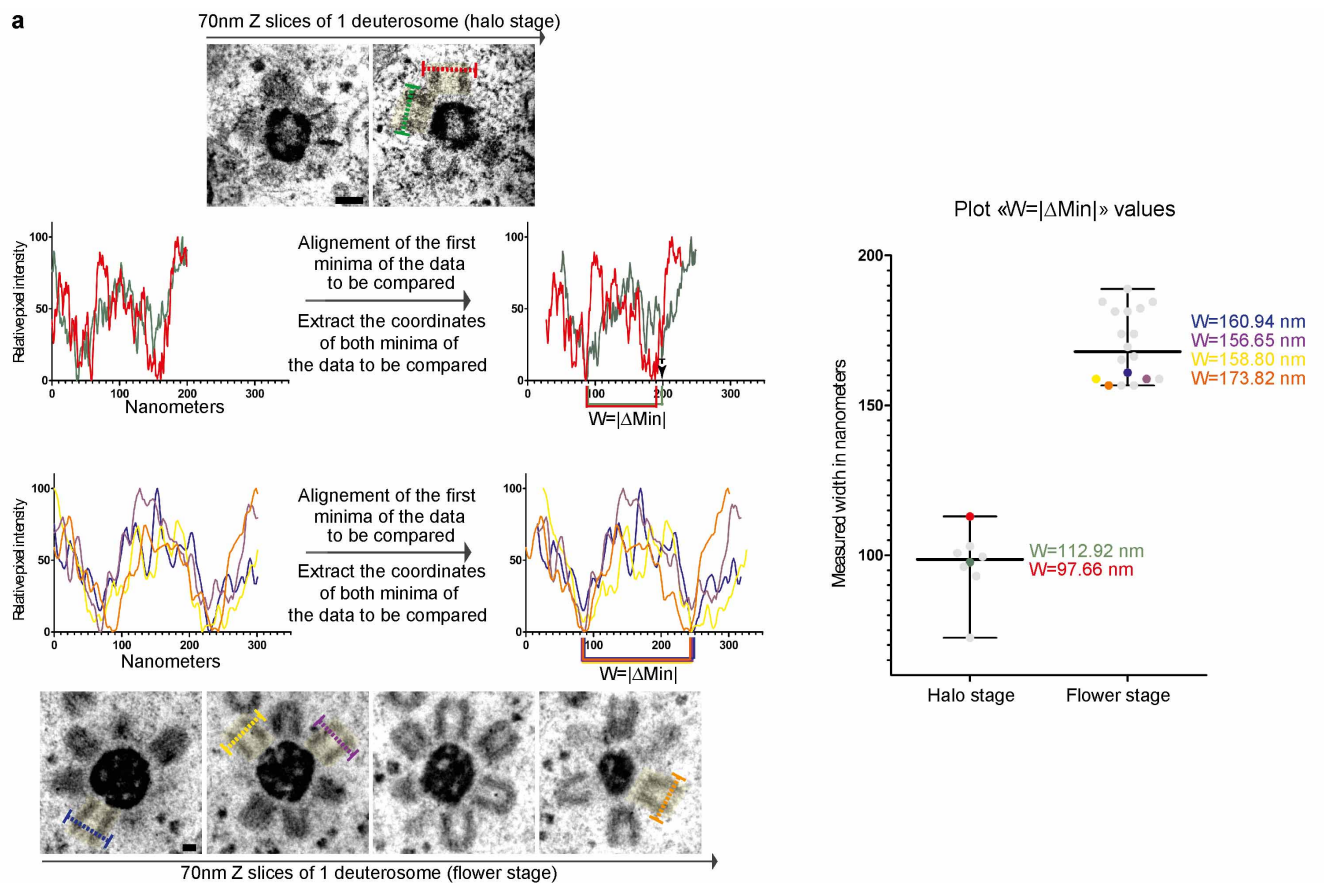 a
70nm Z slices of 1 deuterosome (halo stage)
Relative pixel intensity
100
50
0
0
100
200
300
Nanometers
Alignement of the first
minima of the data
to be compared
Extract the coordinates
of both minima of
the data to be compared
100
50
0
100
200
300
W=|ΔMin|
Relative pixel intensity
100
50
0
0
100
200
300
Nanometers
Alignement of the first
minima of the data
to be compared
Extract the coordinates
of both minima of
the data to be compared
100
50
0
0
100
200
300
W=|ΔMin|
70nm Z slices of 1 deuterosome (flower stage)
Plot «W=|ΔMin|» values
Measured width in nanometers
200
150
100
W=160.94 nm
W=156.65 nm
W=158.80 nm
W=173.82 nm
W=112.92 nm
W=97.66 nm
Halo stage
Flower stage